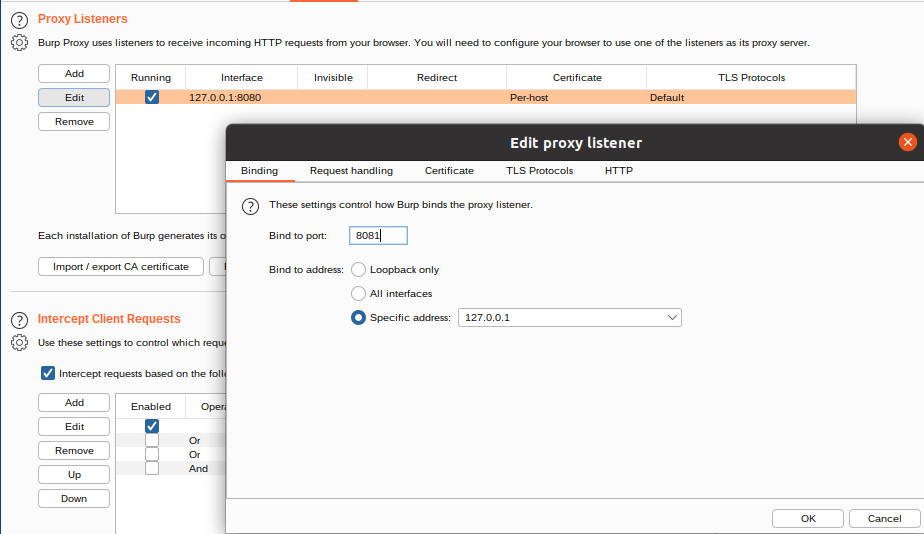 Proxy Listeners
Burp Proxy uses listeners to receive incoming HTTP requests from your browser. You will need to configure your browser to use one of the listeners as its proxy server.
Add
Edit
Remove
Running Interface Invisible Redirect Certificate TLS Protocols
127.0.0.1:8080 Per-host Default
Each installation of Burp generates its o
Import / export CA certificate
Intercept Client Requests
Use these settings to control which reque
Intercept requests based on the follo
Add
Edit
Remove
Up
Down
Enabled Opera
Or
Or
And
Edit proxy listener
Binding Request handling Certificate TLS Protocols HTTP
These settings control how Burp binds the proxy listener.
Bind to port: 8081
Bind to address: Loopback only
All interfaces
Specific address: 127.0.0.1
OK Cancel